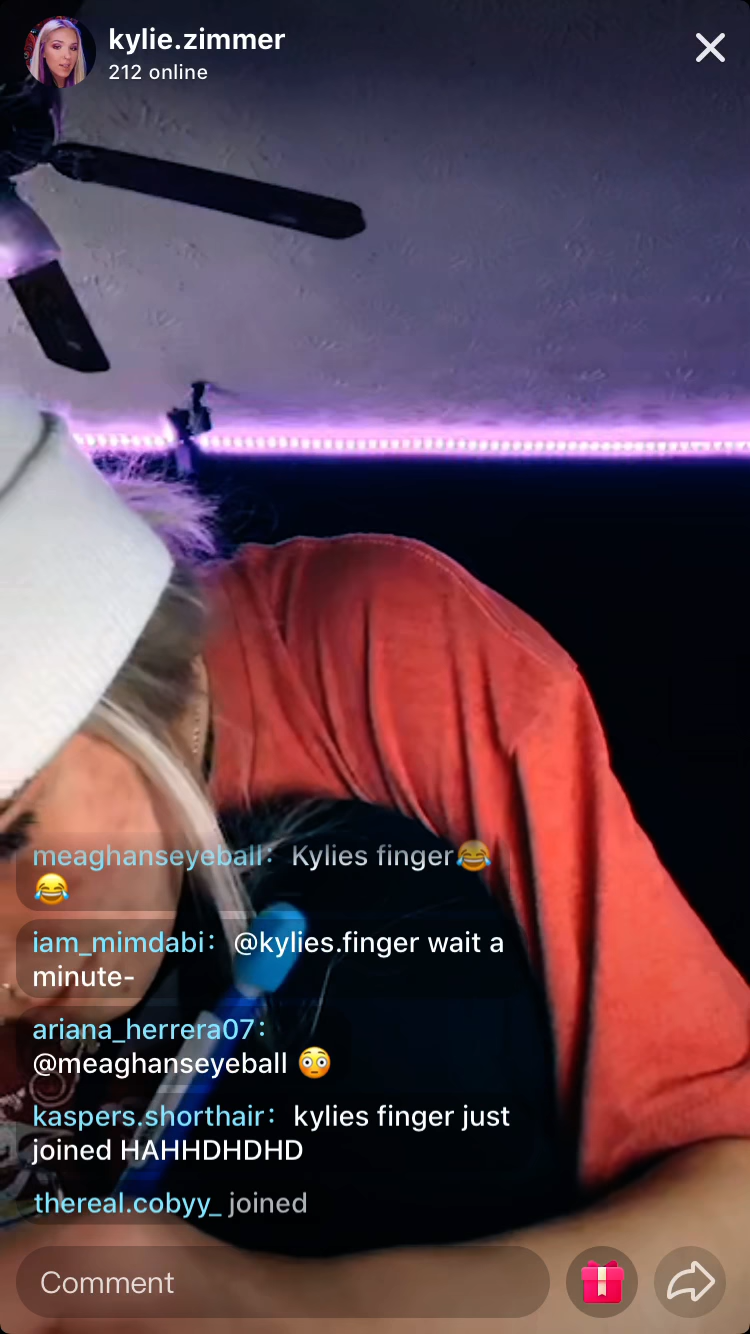 kylie.zimmer
212 online
meaghanseyeball: Kylies finger😂
😂
iam_mimdabi: @kylies.finger wait a
minute-
ariana_herrera07:
@meaghanseyeball 😳
kaspers.shorthair: kylies finger just
joined HAHHDHDHD
thereal.cobyy_ joined
Comment